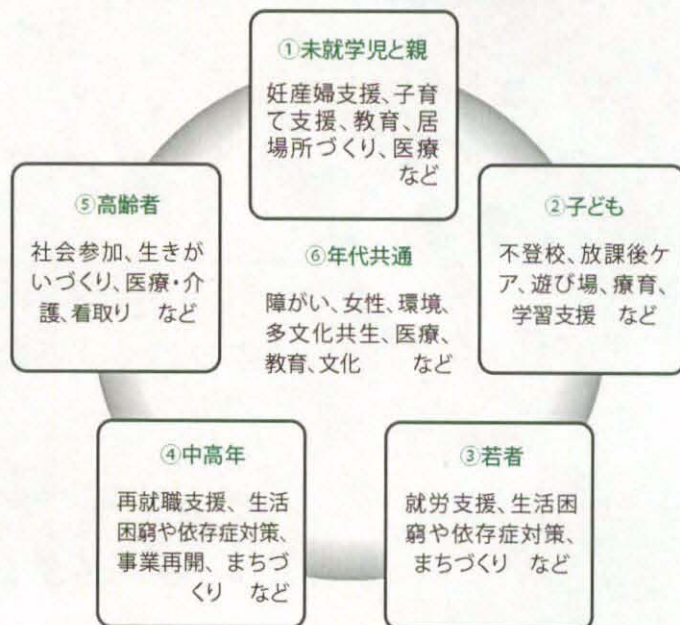 ①未就学児と親
妊産婦支援、子育
て支援、教育、居
場所づくり、医療
など
②子ども
不登校、放課後ケ
ア、遊び場、療育、
学習支援 など
③若者
就労支援、生活困
窮や依存症対策、
まちづくり など
④中高年
再就職支援、生活
困窮や依存症対策、
事業再開、まちづ
くり など
⑤高齢者
社会参加、生きが
いづくり、医療・介
護、看取り など
⑥年代共通
障がい、女性、環境、
多文化共生、医療、
教育、文化 など